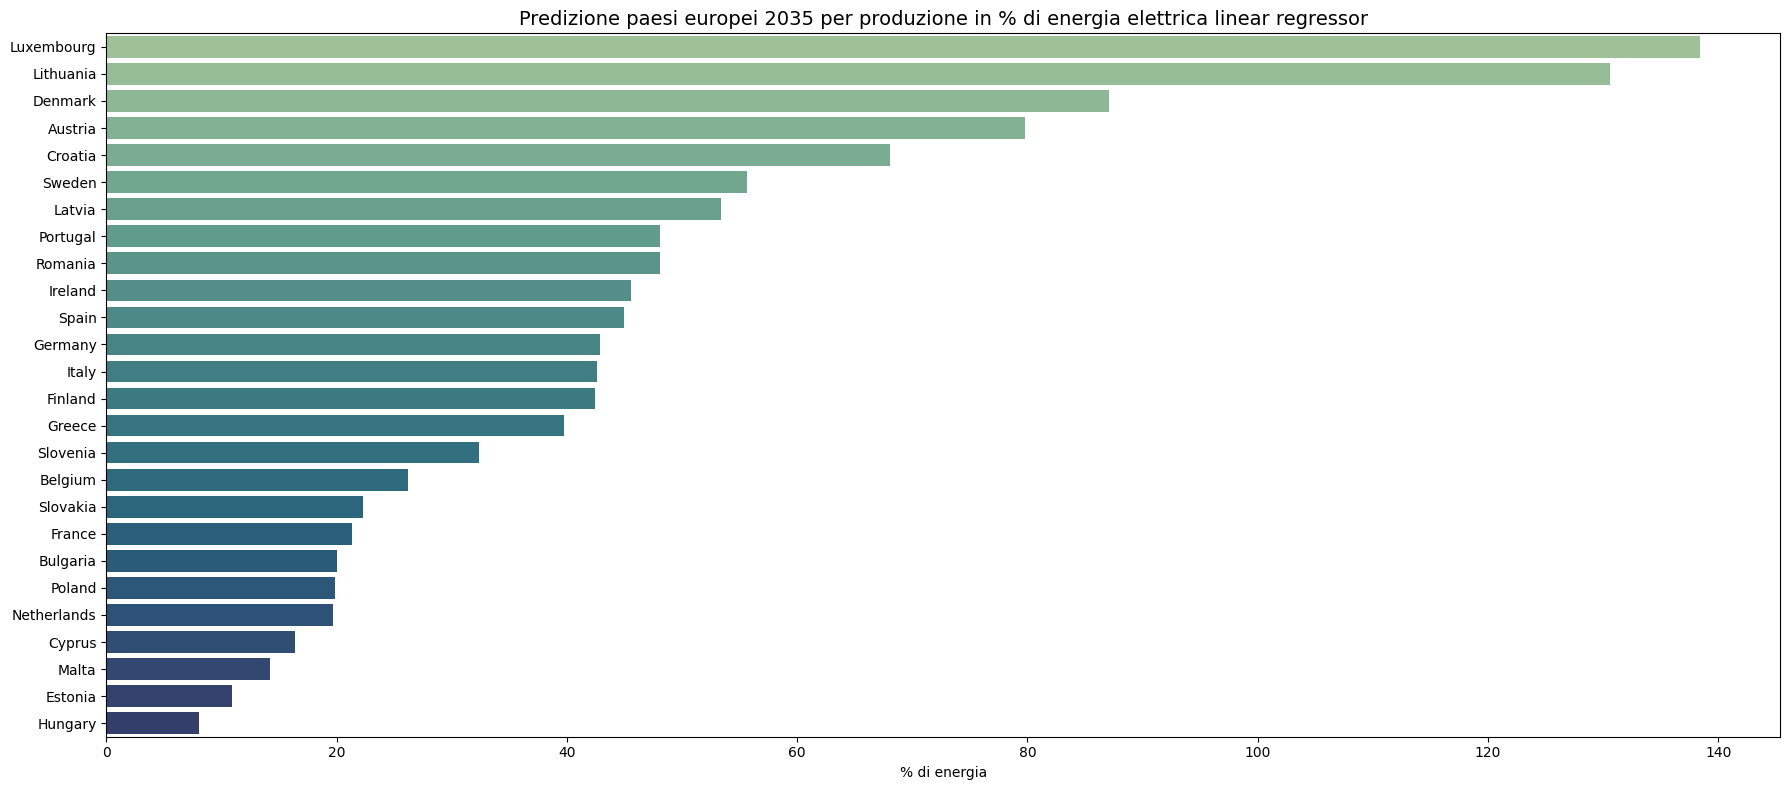 Predizione paesi europei 2035 per produzione in % di energia elettrica linear regressor
Luxembourg
Lithuania
Denmark
Austria
Croatia
Sweden
Latvia
Portugal
Romania
Ireland
Spain
Germany
Italy
Finland
Greece
Slovenia
Belgium
Slovakia
France
Bulgaria
Poland
Netherlands
Cyprus
Malta
Estonia
Hungary
0 20 40 60 80 100 120 140
% di energia